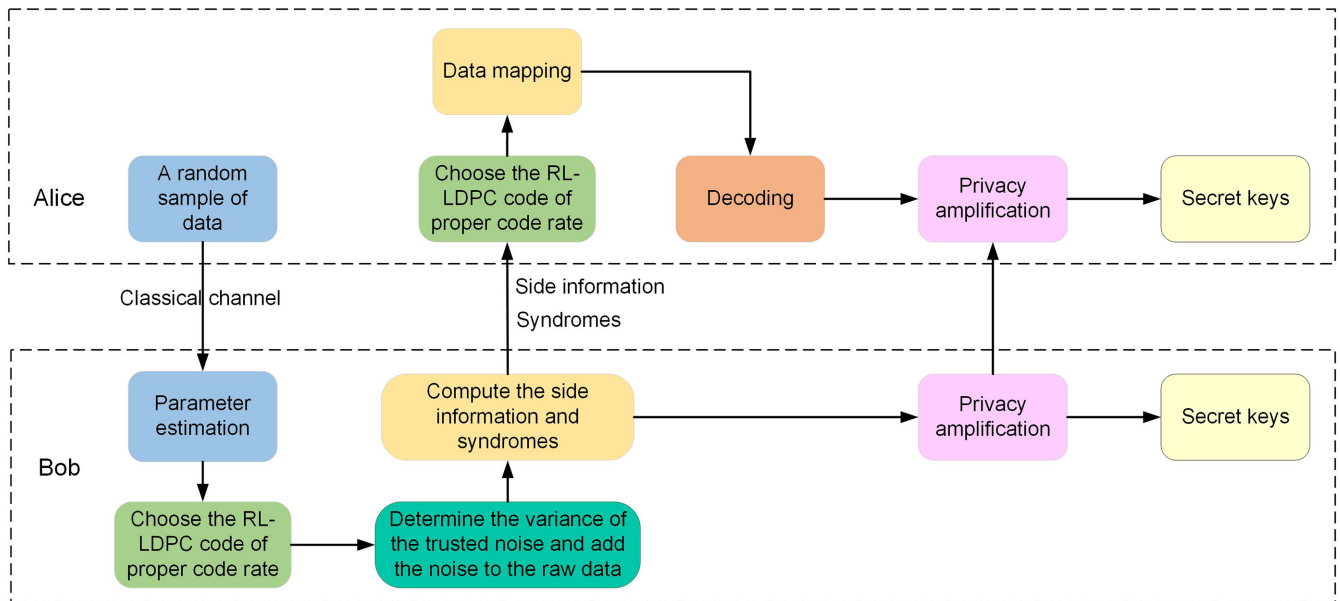 Alice
A random
sample of
data
Data mapping
Choose the RL-
LDPC code of
proper code rate
Decoding
Privacy
amplification
Secret keys
Classical channel
Side information
Syndromes
Bob
Parameter
estimation
Choose the RL-
LDPC code of
proper code rate
Compute the side
information and
syndromes
Determine the variance of
the trusted noise and add
the noise to the raw data
Privacy
amplification
Secret keys